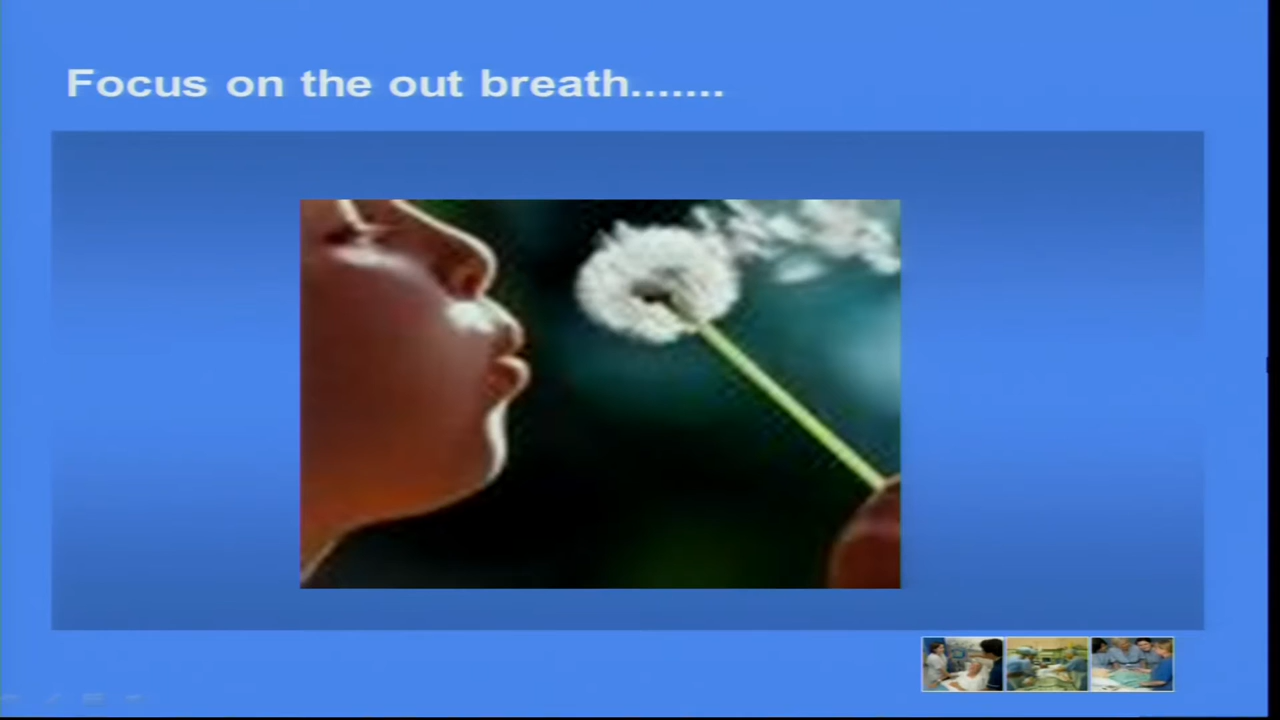 Focus on the out breath.......